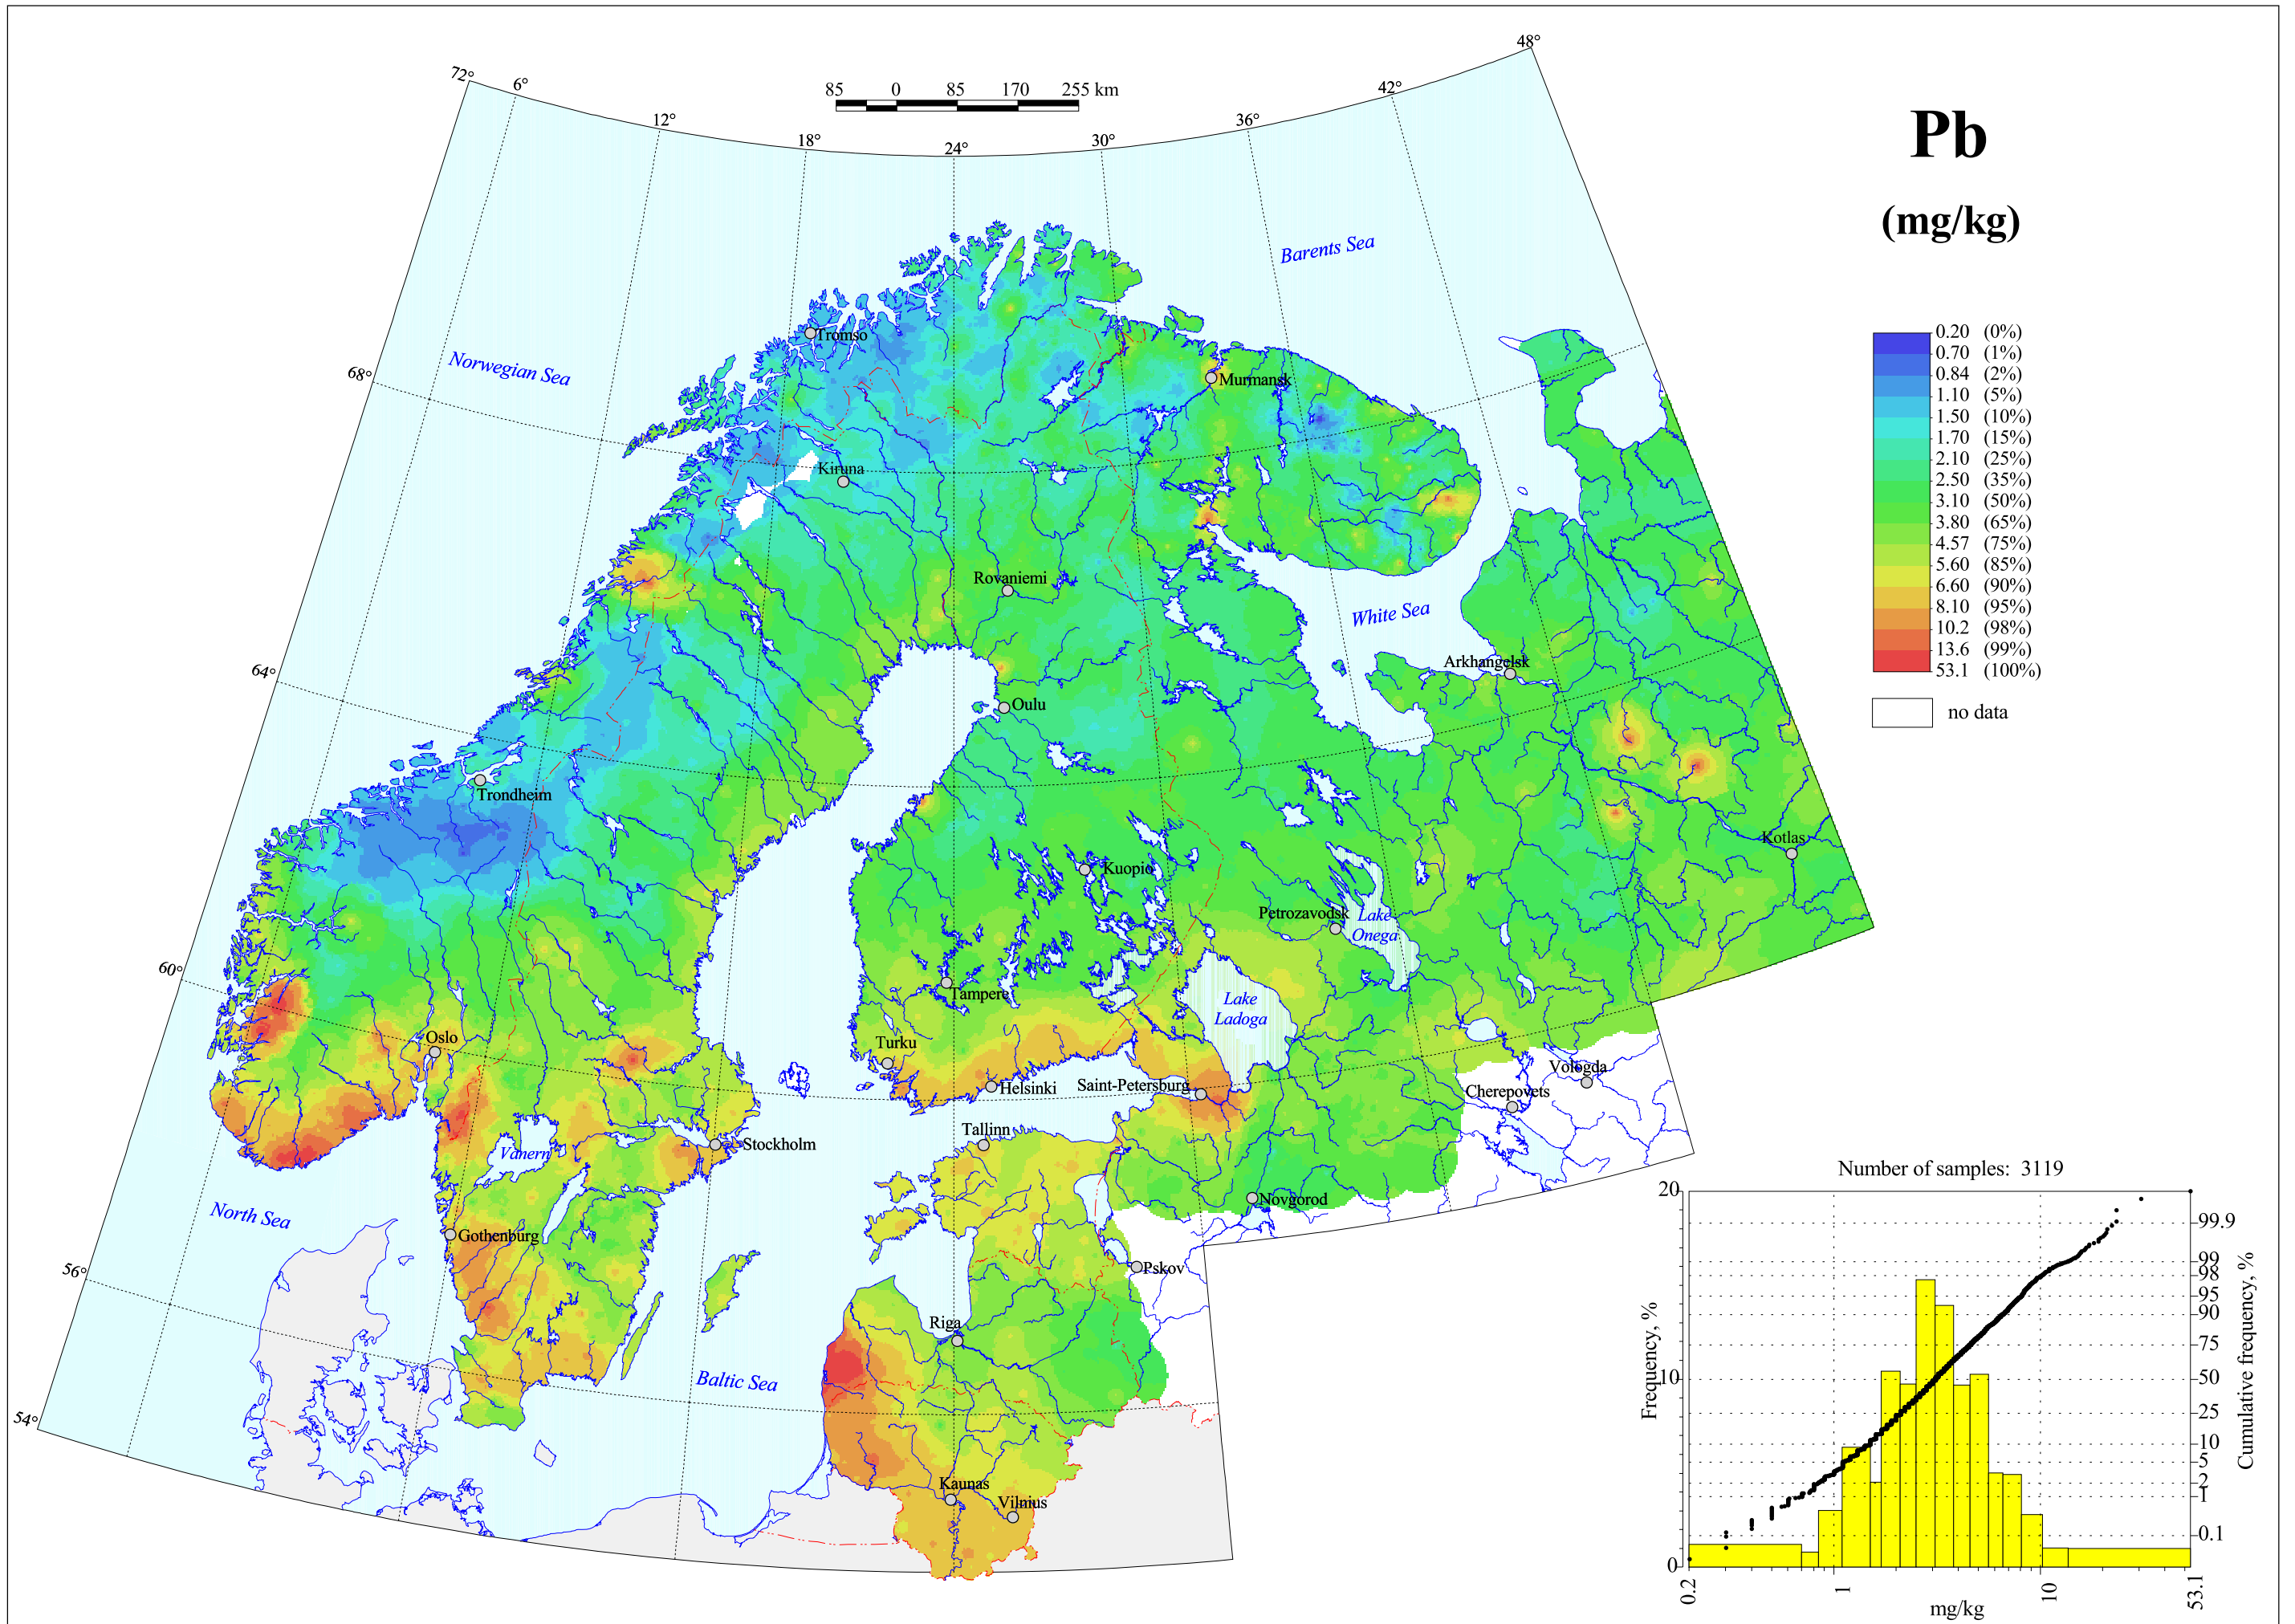 48°
72°
6°
42°
85 0 85 170 255 km
12°
36°
18°
30°
24°
Pb
(mg/kg)
Barents Sea
0.20 (0%)
0.70 (1%)
0.84 (2%)
1.10 (5%)
1.50 (10%)
1.70 (15%)
2.10 (25%)
2.50 (35%)
3.10 (50%)
3.80 (65%)
4.57 (75%)
5.60 (85%)
6.60 (90%)
8.10 (95%)
10.2 (98%)
13.6 (99%)
53.1 (100%)
no data
Tromso
Norwegian Sea
68°
Murmansk
Kiruna
Rovaniemi
White Sea
Arkhangelsk
64°
Oulu
Trondheim
Kotlas
Kuopio
Petrozavodsk
Lake
Onega
60°
Tampere
Lake
Ladoga
Oslo
Turku
Helsinki
Saint-Petersburg
Vologda
Cherepovets
Tallinn
Stockholm
Vanern
Novgorod
North Sea
Gothenburg
Pskov
56°
Riga
Baltic Sea
54°
Kaunas
Vilnius
Number of samples: 3119
20
10
0
Frequency, %
99.9
99
98
95
90
75
50
25
10
5
2
1
0.1
Cumulative frequency, %
0.2
1
10
53.1
mg/kg